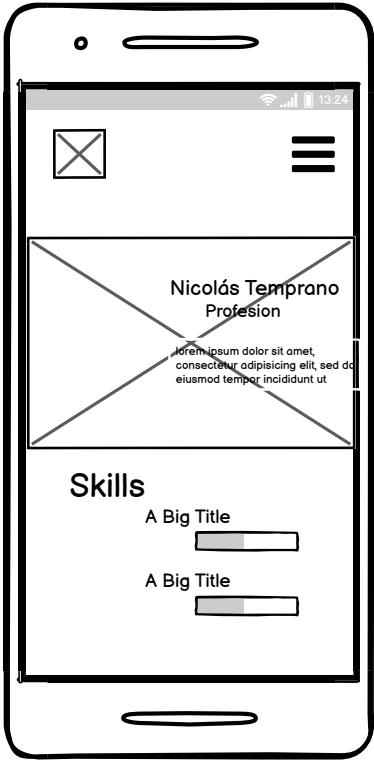 13:24
Nicolás Temprano
Profesion
lorem ipsum dolor sit amet,
consectetur adipisicing elit, sed do
eiusmod tempor incididunt ut
Skills
A Big Title
A Big Title